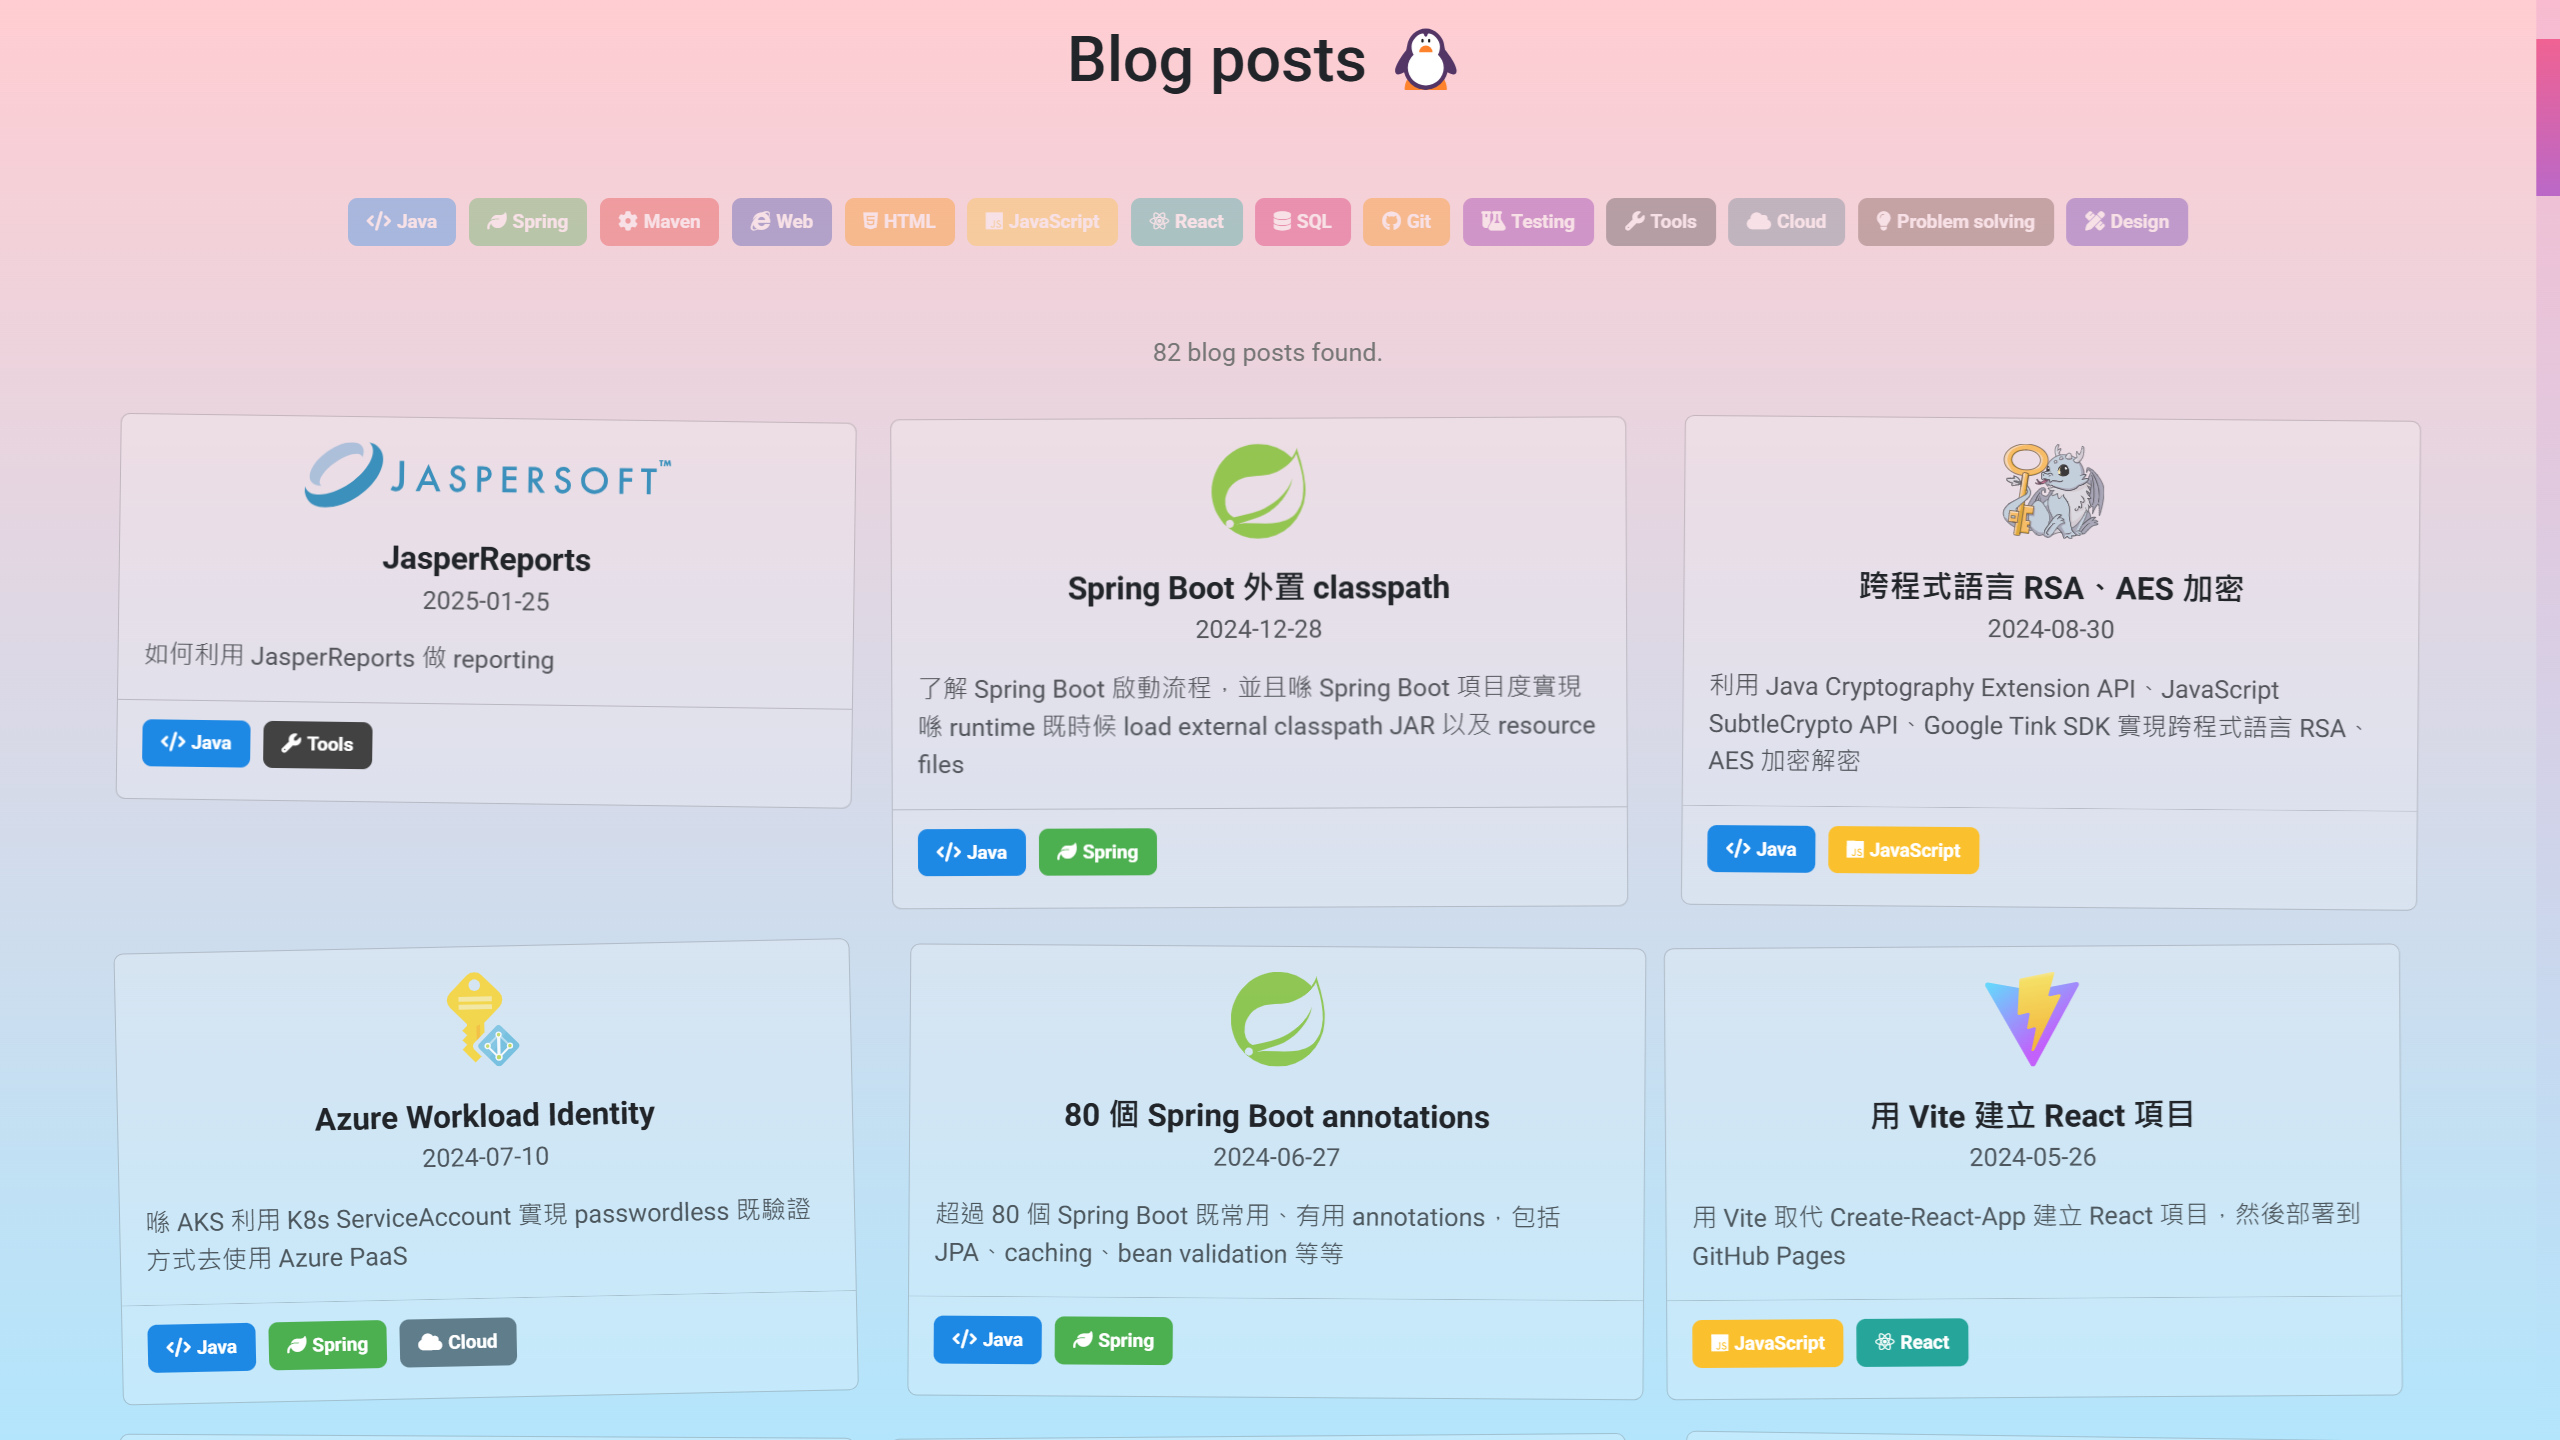 Blog posts
Java Spring Maven Web HTML JavaScript React SQL Git Testing Tools Cloud Problem solving Design
82 blog posts found.
JASPERSOFT™
JasperReports
2025-01-25
如何利用 JasperReports 做 reporting
Java Tools
Spring Boot 外置 classpath
2024-12-28
了解 Spring Boot 啟動流程，並且喺 Spring Boot 項目度實現
喺 runtime 既時候 load external classpath JAR 以及 resource
files
Java Spring
跨程式語言 RSA、AES 加密
2024-08-30
利用 Java Cryptography Extension API、JavaScript
SubtleCrypto API、Google Tink SDK 實現跨程式語言 RSA、
AES 加密解密
Java JavaScript
Azure Workload Identity
2024-07-10
喺 AKS 利用 K8s ServiceAccount 實現 passwordless 既驗證
方式去使用 Azure PaaS
Java Spring Cloud
80 個 Spring Boot annotations
2024-06-27
超過 80 個 Spring Boot 既常用、有用 annotations，包括
JPA、caching、bean validation 等等
Java Spring
用 Vite 建立 React 項目
2024-05-26
用 Vite 取代 Create-React-App 建立 React 項目，然後部署到
GitHub Pages
JavaScript React